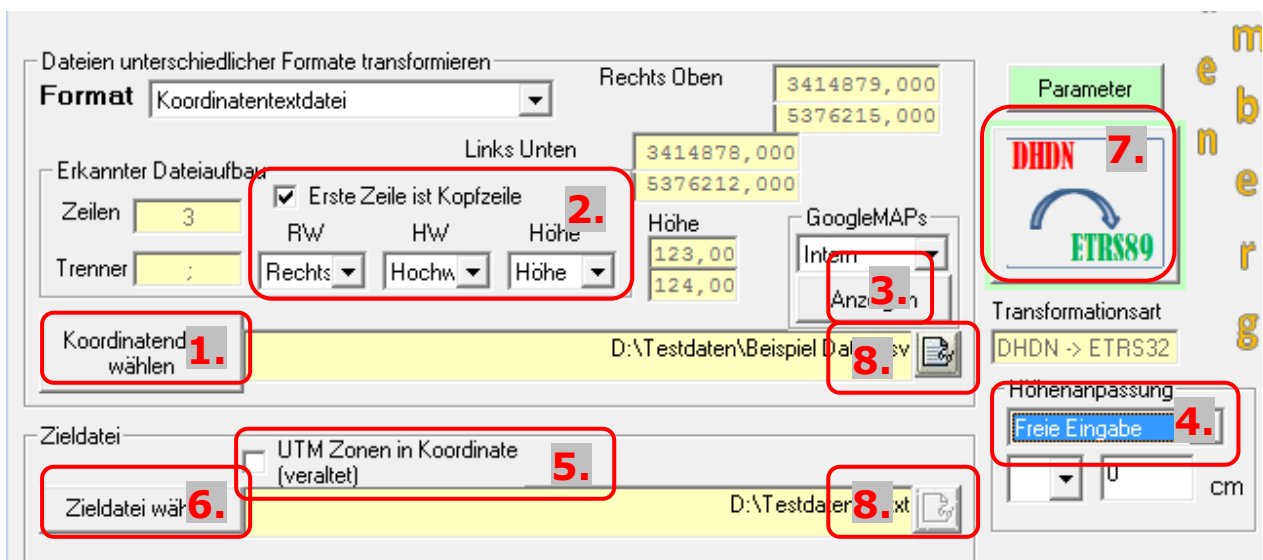 Dateien unterschiedlicher Formate transformieren
Format Koordinatentextdatei
Rechts Oben
3414879,000
5376215,000
Links Unten
3414878,000
5376212,000
Erkannter Dateiaufbau
Zeilen 3
Trenner ;
Erste Zeile ist Kopfzeile
2.
RW HW Höhe
Rechts Hochw Höhe
Höhe
123,00
124,00
GoogleMAPs
Intern
3.
1.
wählen
D:\Testdaten\Beispiel
8.
Parameter
DHDN
7.
ETRS89
Transformationsart
DHDN -> ETRS32
Höhenanpassung
Freie Eingabe
4.
0 cm
Zieldatei
UTM Zonen in Koordinate
(veraltet)
5.
Zieldatei
6.
8.
m
e
b
n
e
r
g